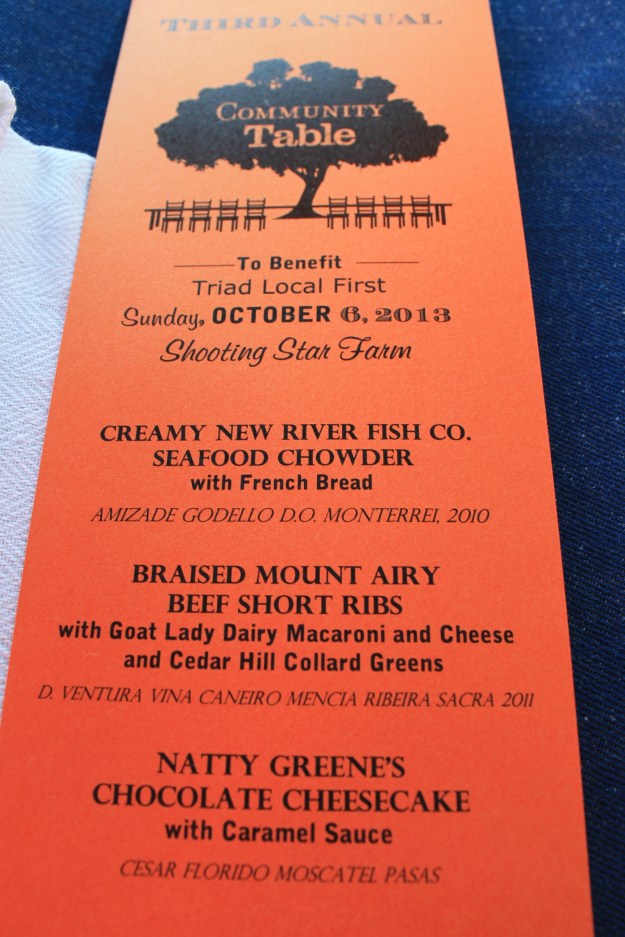 THIRD ANNUAL
COMMUNITY
Table
To Benefit
Triad Local First
Sunday, OCTOBER 6, 2013
Shooting Star Farm
CREAMY NEW RIVER FISH CO.
SEAFOOD CHOWDER
with French Bread
AMIZADE GODELLO D.O. MONTERREI, 2010
BRAISED MOUNT AIRY
BEEF SHORT RIBS
with Goat Lady Dairy Macaroni and Cheese
and Cedar Hill Collard Greens
D. VENTURA VINA CANEIRO MENCIA RIBEIRA SACRA 2011
NATTY GREENE'S
CHOCOLATE CHEESECAKE
with Caramel Sauce
CESAR FLORIDO MOSCATEL PASAS